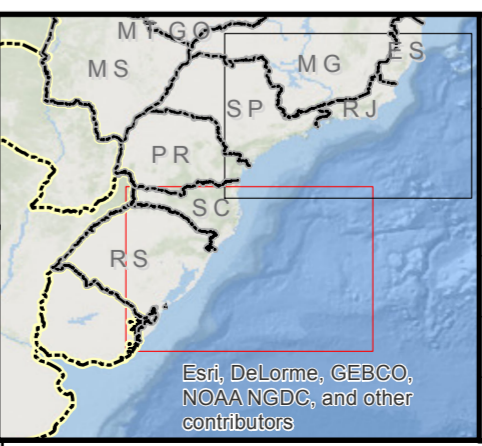 MT GO
MS
MG
ES
SP
RJ
PR
SC
RS
Esri, DeLorme, GEBCO,
NOAA NGDC, and other
contributors